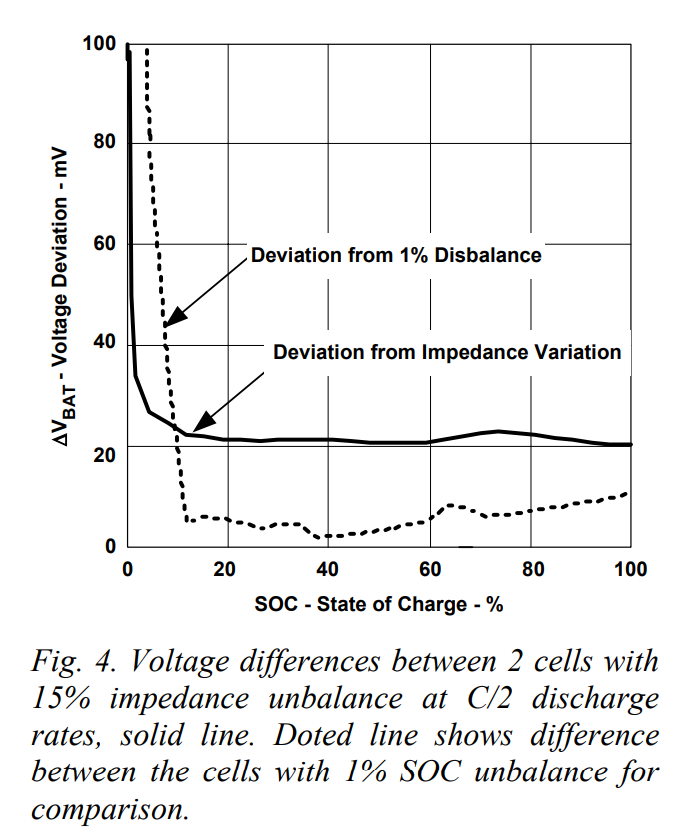 100
80
60
40
20
0
ΔV_BAT - Voltage Deviation - mV
Deviation from 1% Disbalance
Deviation from Impedance Variation
0 20 40 60 80 100
SOC - State of Charge - %
Fig. 4. Voltage differences between 2 cells with
15% impedance unbalance at C/2 discharge
rates, solid line. Doted line shows difference
between the cells with 1% SOC unbalance for
comparison.